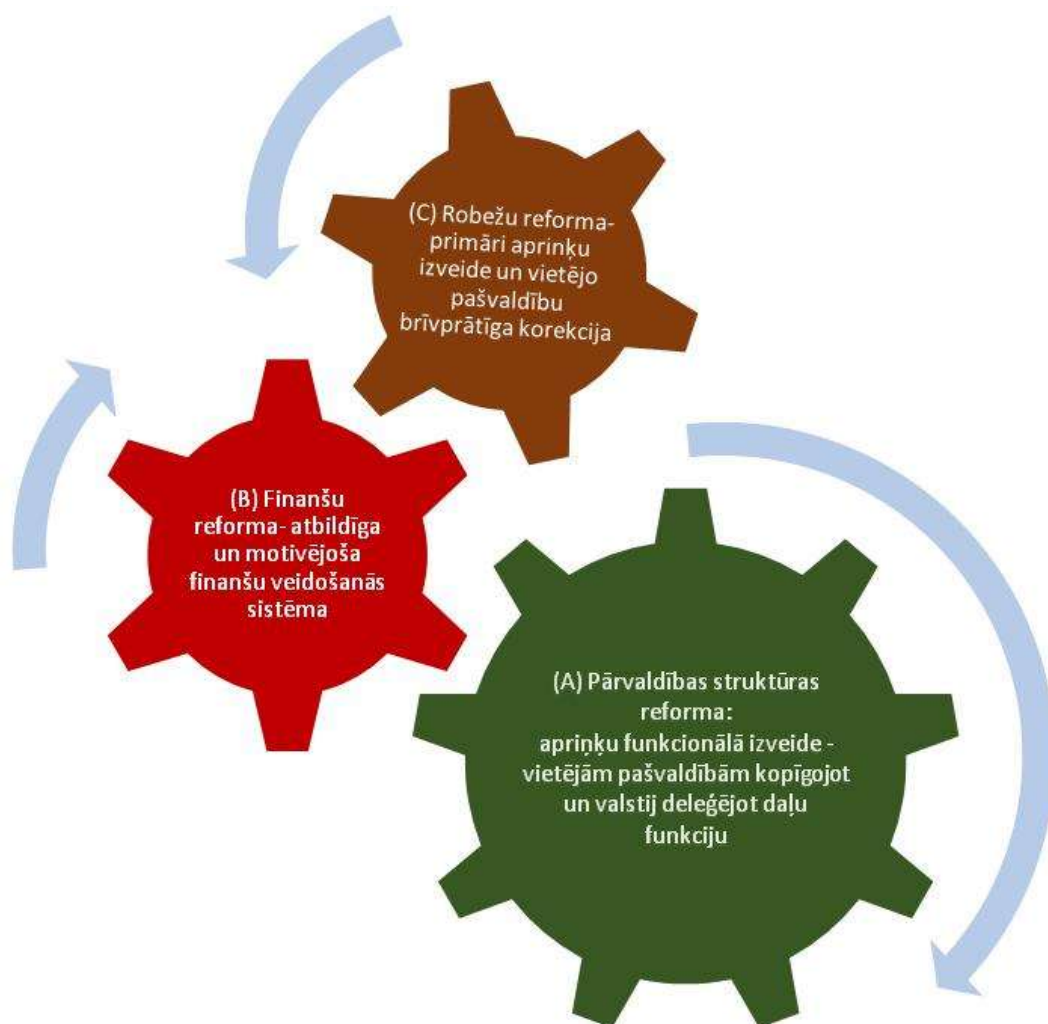 (C) Robežu reforma-
primāri apriņķu
izveide un vietējo
pašvaldību
brīvprātīga korekcija
(B) Finanšu
reforma- atbildīga
un motivējoša
finanšu veidošanās
sistēma
(A) Pārvaldības struktūras
reforma:
apriņķu funkcionālā izveide -
vietējām pašvaldībām kopīgojot
un valstij deleģējot daļu
funkciju